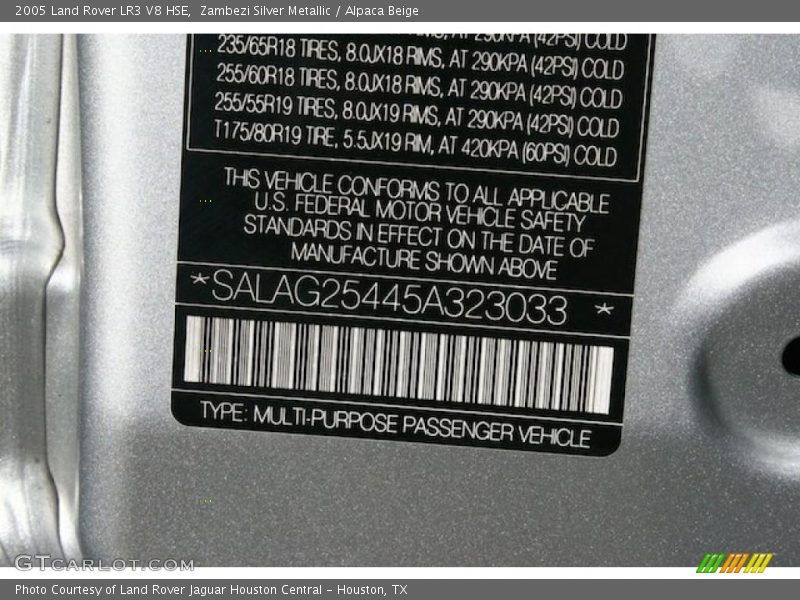 2005 Land Rover LR3 V8 HSE, Zambezi Silver Metallic / Alpaca Beige
AT 290KPA (42PSI) COLD
235/65R18 TIRES, 8.0JX18 RIMS, AT 290KPA (42PSI) COLD
255/60R18 TIRES, 8.0JX18 RIMS, AT 290KPA (42PSI) COLD
255/55R19 TIRES, 8.0JX19 RIMS, AT 290KPA (42PSI) COLD
T175/80R19 TIRE, 5.5JX19 RIM, AT 420KPA (60PSI) COLD
THIS VEHICLE CONFORMS TO ALL APPLICABLE
U.S. FEDERAL MOTOR VEHICLE SAFETY
STANDARDS IN EFFECT ON THE DATE OF
MANUFACTURE SHOWN ABOVE
*SALAG25445A323033 *
TYPE: MULTI-PURPOSE PASSENGER VEHICLE
GTCARLOT.COM
Photo Courtesy of Land Rover Jaguar Houston Central - Houston, TX